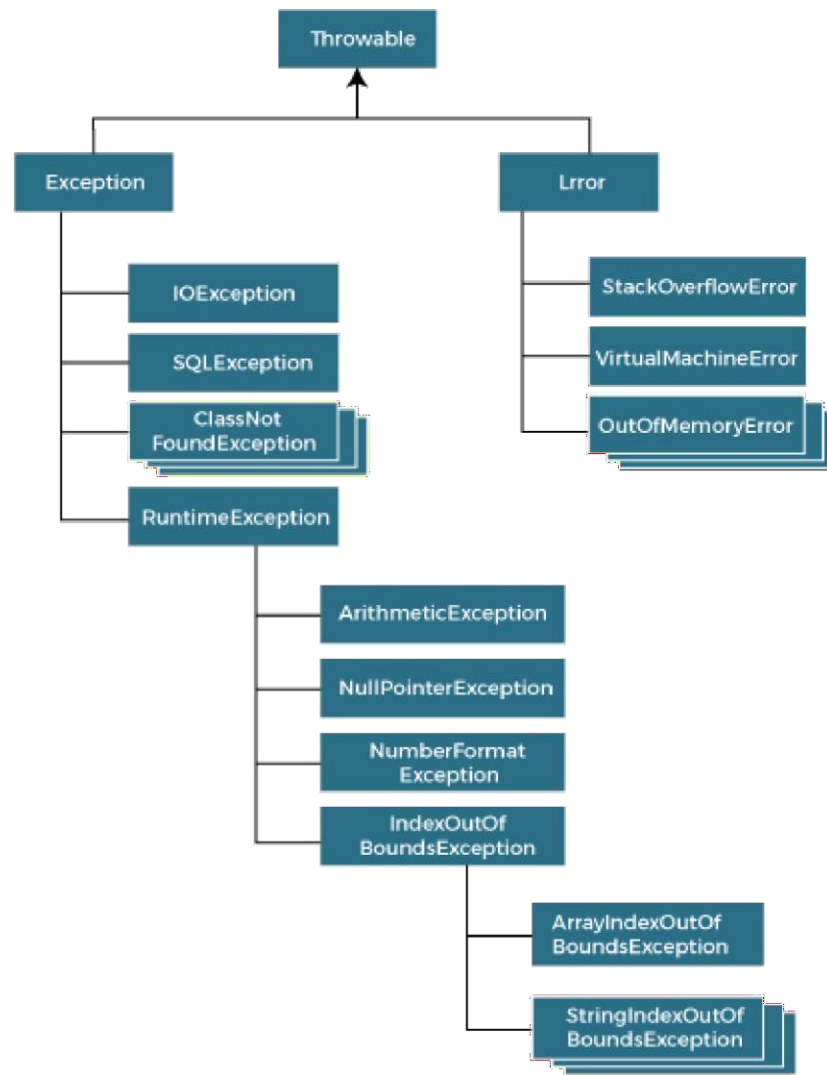 Throwable
Exception
Lrror
IOException
StackOverflowError
SQLException
VirtualMachineError
ClassNot
FoundException
OutOfMemoryError
RuntimeException
ArithmeticException
NullPointerException
NumberFormat
Exception
IndexOutOf
BoundsException
ArrayIndexOutOf
BoundsException
StringIndexOutOf
BoundsException